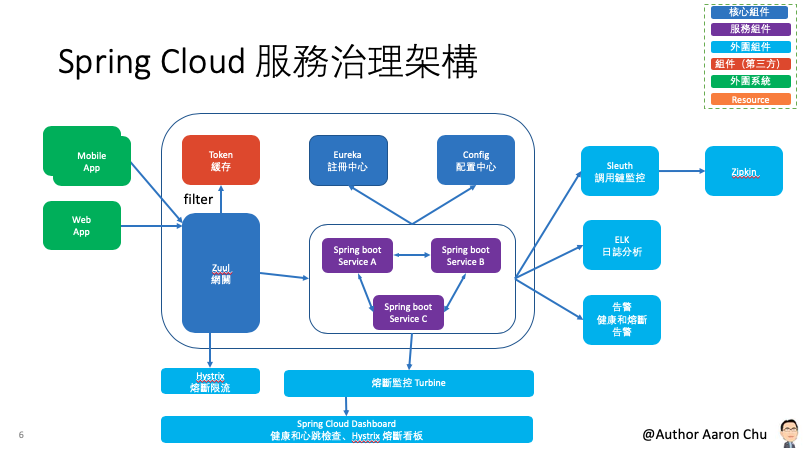 核心組件
服務組件
外圍組件
組件（第三方）
外圍系統
Resource
Spring Cloud 服務治理架構
Mobile
App
Web
App
Token
緩存
filter
Zuul
網關
Eureka
註冊中心
Config
配置中心
Spring boot
Service A
Spring boot
Service B
Spring boot
Service C
Sleuth
調用鏈監控
Zipkin
ELK
日誌分析
告警
健康和熔斷
告警
Hystrix
熔斷限流
熔斷監控 Turbine
Spring Cloud Dashboard
健康和心跳檢查、Hystrix 熔斷看板
6
@Author Aaron Chu